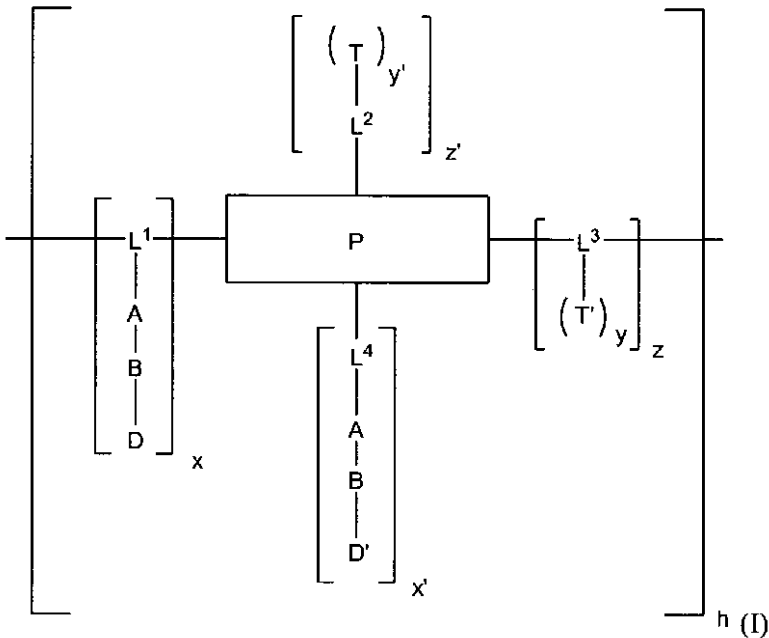 (T)y'
L²
z'
L¹ P L³
A (T')y z
B L⁴
D x A
B
D'
x'
h (I)